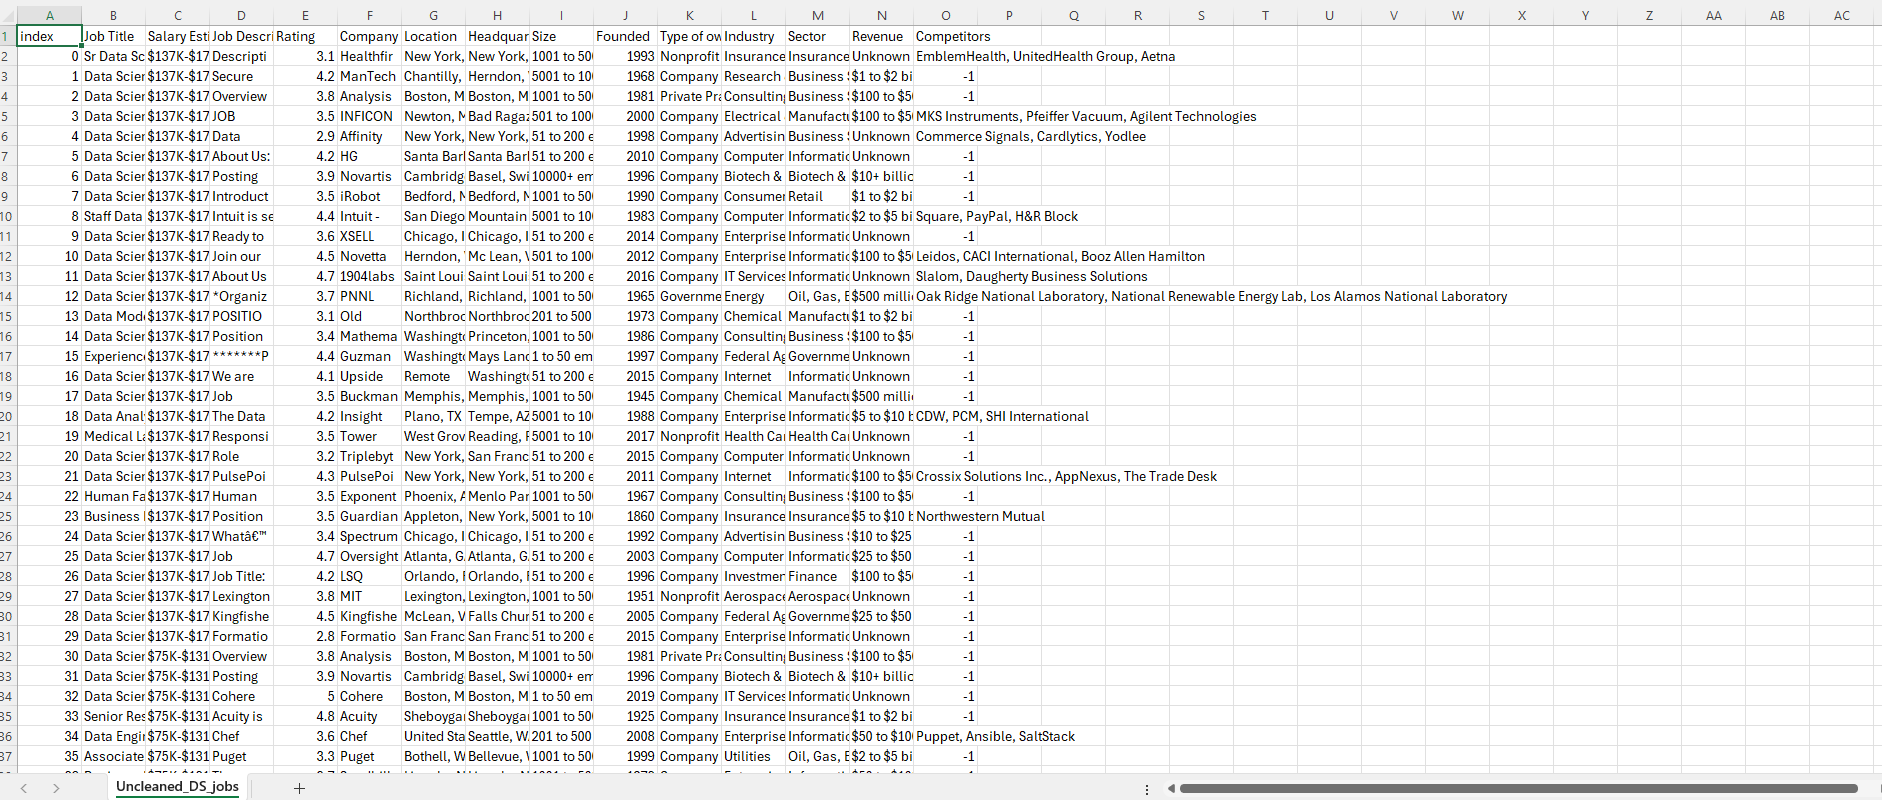 A B C D E F G H I J K L M N O P Q R S T U V W X Y Z AA AB AC
1 index Job Title Salary Esti Job Descri Rating Company Location Headquar Size Founded Type of ow Industry Sector Revenue Competitors
2 0 Sr Data Sc $137K-$17 Descripti 3.1 Healthfir New York, New York, 1001 to 50 1993 Nonprofit Insurance Insurance Unknown EmblemHealth, UnitedHealth Group, Aetna
3 1 Data Scier $137K-$17 Secure 4.2 ManTech Chantilly, Herndon, 5001 to 10 1968 Company Research Business $1 to $2 bi -1
4 2 Data Scier $137K-$17 Overview 3.8 Analysis Boston, M Boston, M 1001 to 50 1981 Private Pra Consulting Business $100 to $5 -1
5 3 Data Scier $137K-$17 JOB 3.5 INFICON Newton, M Bad Ragaz 501 to 100 2000 Company Electrical Manufactu $100 to $5 MKS Instruments, Pfeiffer Vacuum, Agilent Technologies
6 4 Data Scier $137K-$17 Data 2.9 Affinity New York, New York, 51 to 200 e 1998 Company Advertisin Business Unknown Commerce Signals, Cardlytics, Yodlee
7 5 Data Scier $137K-$17 About Us: 4.2 HG Santa Barl Santa Barl 51 to 200 e 2010 Company Computer Informatic Unknown -1
8 6 Data Scier $137K-$17 Posting 3.9 Novartis Cambridg Basel, Swi 10000+ em 1996 Company Biotech & Biotech & $10+ billic -1
9 7 Data Scier $137K-$17 Introduct 3.5 iRobot Bedford, M Bedford, M 1001 to 50 1990 Company Consumer Retail $1 to $2 bi -1
10 8 Staff Data $137K-$17 Intuit is se 4.4 Intuit - San Diego Mountain 5001 to 10 1983 Company Computer Informatic $2 to $5 bi Square, PayPal, H&R Block
11 9 Data Scier $137K-$17 Ready to 3.6 XSELL Chicago, I Chicago, I 51 to 200 e 2014 Company Enterprise Informatic Unknown -1
12 10 Data Scier $137K-$17 Join our 4.5 Novetta Herndon, Mc Lean, V 501 to 100 2012 Company Enterprise Informatic $100 to $5 Leidos, CACI International, Booz Allen Hamilton
13 11 Data Scier $137K-$17 About Us 4.7 1904labs Saint Loui Saint Loui 51 to 200 e 2016 Company IT Services Informatic Unknown Slalom, Daugherty Business Solutions
14 12 Data Scier $137K-$17 *Organiz 3.7 PNNL Richland, Richland, 1001 to 50 1965 Governme Energy Oil, Gas, E $500 milli Oak Ridge National Laboratory, National Renewable Energy Lab, Los Alamos National Laboratory
15 13 Data Mod $137K-$17 POSITIO 3.1 Old Northbroc Northbroc 201 to 500 1973 Company Chemical Manufactu $1 to $2 bi -1
16 14 Data Scier $137K-$17 Position 3.4 Mathema Washingt Princeton, 1001 to 50 1986 Company Consulting Business $100 to $5 -1
17 15 Experienc $137K-$17 *******P 4.4 Guzman Washingt Mays Land 1 to 50 em 1997 Company Federal Ag Governme Unknown -1
18 16 Data Scier $137K-$17 We are 4.1 Upside Remote Washingt 51 to 200 e 2015 Company Internet Informatic Unknown -1
19 17 Data Scier $137K-$17 Job 3.5 Buckman Memphis, Memphis, 1001 to 50 1945 Company Chemical Manufactu $500 milli -1
20 18 Data Anal $137K-$17 The Data 4.2 Insight Plano, TX Tempe, AZ 5001 to 10 1988 Company Enterprise Informatic $5 to $10 b CDW, PCM, SHI International
21 19 Medical La $137K-$17 Responsi 3.5 Tower West Grov Reading, P 5001 to 10 2017 Nonprofit Health Car Health Car Unknown -1
22 20 Data Scier $137K-$17 Role 3.2 Triplebyt New York, San Franc 51 to 200 e 2015 Company Computer Informatic Unknown -1
23 21 Data Scier $137K-$17 PulsePoi 4.3 PulsePoi New York, New York, 51 to 200 e 2011 Company Internet Informatic $100 to $5 Crossix Solutions Inc., AppNexus, The Trade Desk
24 22 Human Fa $137K-$17 Human 3.5 Exponent Phoenix, A Menlo Par 1001 to 50 1967 Company Consulting Business $100 to $5 -1
25 23 Business $137K-$17 Position 3.5 Guardian Appleton, New York, 5001 to 10 1860 Company Insurance Insurance $5 to $10 b Northwestern Mutual
26 24 Data Scier $137K-$17 Whatâ€™ 3.4 Spectrum Chicago, I Chicago, I 51 to 200 e 1992 Company Advertisin Business $10 to $25 -1
27 25 Data Scier $137K-$17 Job 4.7 Oversight Atlanta, G Atlanta, G 51 to 200 e 2003 Company Computer Informatic $25 to $50 -1
28 26 Data Scier $137K-$17 Job Title: 4.2 LSQ Orlando, F Orlando, F 51 to 200 e 1996 Company Investmen Finance $100 to $5 -1
29 27 Data Scier $137K-$17 Lexington 3.8 MIT Lexington, Lexington, 1001 to 50 1951 Nonprofit Aerospace Aerospace Unknown -1
30 28 Data Scier $137K-$17 Kingfishe 4.5 Kingfishe McLean, V Falls Chur 51 to 200 e 2005 Company Federal Ag Governme $25 to $50 -1
31 29 Data Scier $137K-$17 Formatio 2.8 Formatio San Franc San Franc 51 to 200 e 2015 Company Enterprise Informatic Unknown -1
32 30 Data Scier $75K-$131 Overview 3.8 Analysis Boston, M Boston, M 1001 to 50 1981 Private Pra Consulting Business $100 to $5 -1
33 31 Data Scier $75K-$131 Posting 3.9 Novartis Cambridg Basel, Swi 10000+ em 1996 Company Biotech & Biotech & $10+ billic -1
34 32 Data Scier $75K-$131 Cohere 5 Cohere Boston, M Boston, M 1 to 50 em 2019 Company IT Services Informatic Unknown -1
35 33 Senior Res $75K-$131 Acuity is 4.8 Acuity Sheboyga Sheboyga 1001 to 50 1925 Company Insurance Insurance $1 to $2 bi -1
36 34 Data Engi $75K-$131 Chef 3.6 Chef United Sta Seattle, W 201 to 500 2008 Company Enterprise Informatic $50 to $10 Puppet, Ansible, SaltStack
37 35 Associate $75K-$131 Puget 3.3 Puget Bothell, W Bellevue, 1001 to 50 1999 Company Utilities Oil, Gas, E $2 to $5 bi -1
Uncleaned_DS_jobs